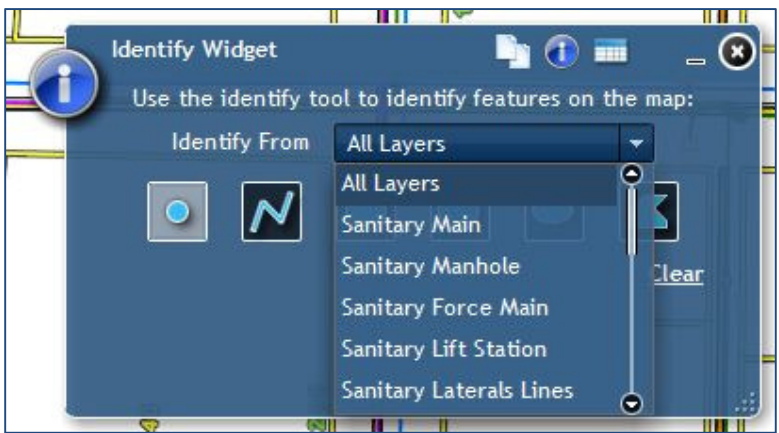 Identify Widget
Use the identify tool to identify features on the map:
Identify From All Layers
All Layers
Sanitary Main
Sanitary Manhole
Clear
Sanitary Force Main
Sanitary Lift Station
Sanitary Laterals Lines